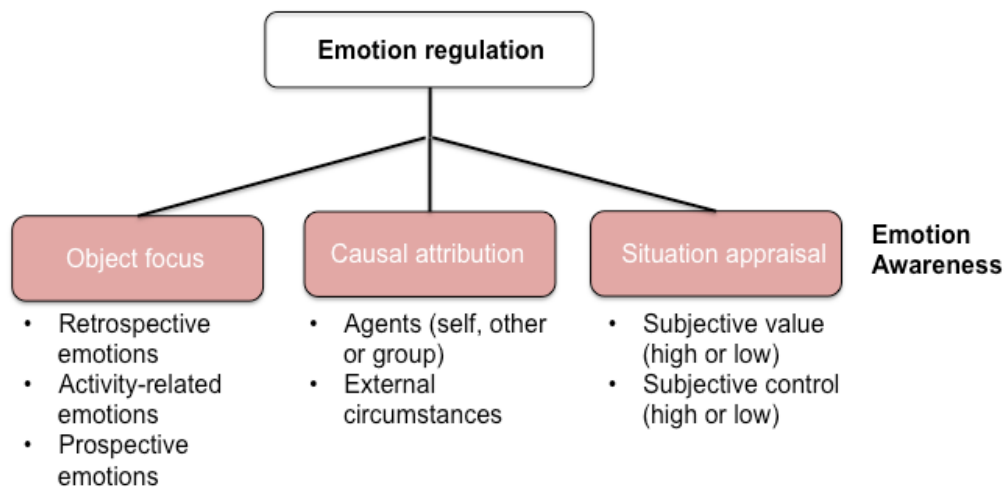 Emotion regulation
Object focus
Causal attribution
Situation appraisal
Emotion
Awareness
• Retrospective
emotions
• Activity-related
emotions
• Prospective
emotions
• Agents (self, other
or group)
• External
circumstances
• Subjective value
(high or low)
• Subjective control
(high or low)